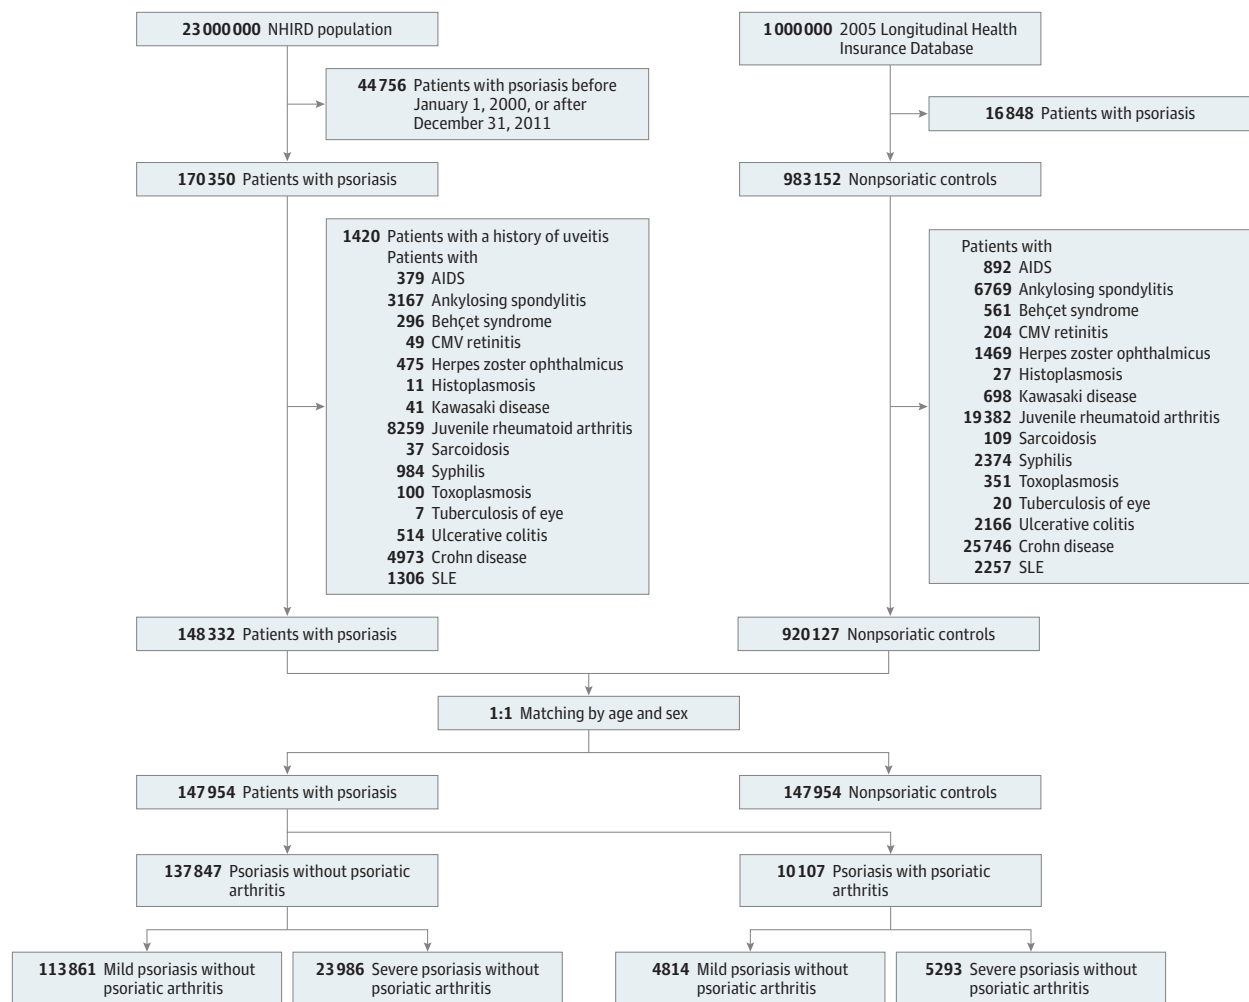 23 000 000 NHIRD population
1 000 000 2005 Longitudinal Health
Insurance Database
44 756 Patients with psoriasis before
January 1, 2000, or after
December 31, 2011
16 848 Patients with psoriasis
170 350 Patients with psoriasis
983 152 Nonpsoriatic controls
1420 Patients with a history of uveitis
Patients with
379 AIDS
3167 Ankylosing spondylitis
296 Behçet syndrome
49 CMV retinitis
475 Herpes zoster ophthalmicus
11 Histoplasmosis
41 Kawasaki disease
8259 Juvenile rheumatoid arthritis
37 Sarcoidosis
984 Syphilis
100 Toxoplasmosis
7 Tuberculosis of eye
514 Ulcerative colitis
4973 Crohn disease
1306 SLE
Patients with
892 AIDS
6769 Ankylosing spondylitis
561 Behçet syndrome
204 CMV retinitis
1469 Herpes zoster ophthalmicus
27 Histoplasmosis
698 Kawasaki disease
19 382 Juvenile rheumatoid arthritis
109 Sarcoidosis
2374 Syphilis
351 Toxoplasmosis
20 Tuberculosis of eye
2166 Ulcerative colitis
25 746 Crohn disease
2257 SLE
148 332 Patients with psoriasis
920 127 Nonpsoriatic controls
1:1 Matching by age and sex
147 954 Patients with psoriasis
147 954 Nonpsoriatic controls
137 847 Psoriasis without psoriatic
arthritis
10 107 Psoriasis with psoriatic
arthritis
113 861 Mild psoriasis without
psoriatic arthritis
23 986 Severe psoriasis without
psoriatic arthritis
4814 Mild psoriasis without
psoriatic arthritis
5293 Severe psoriasis without
psoriatic arthritis